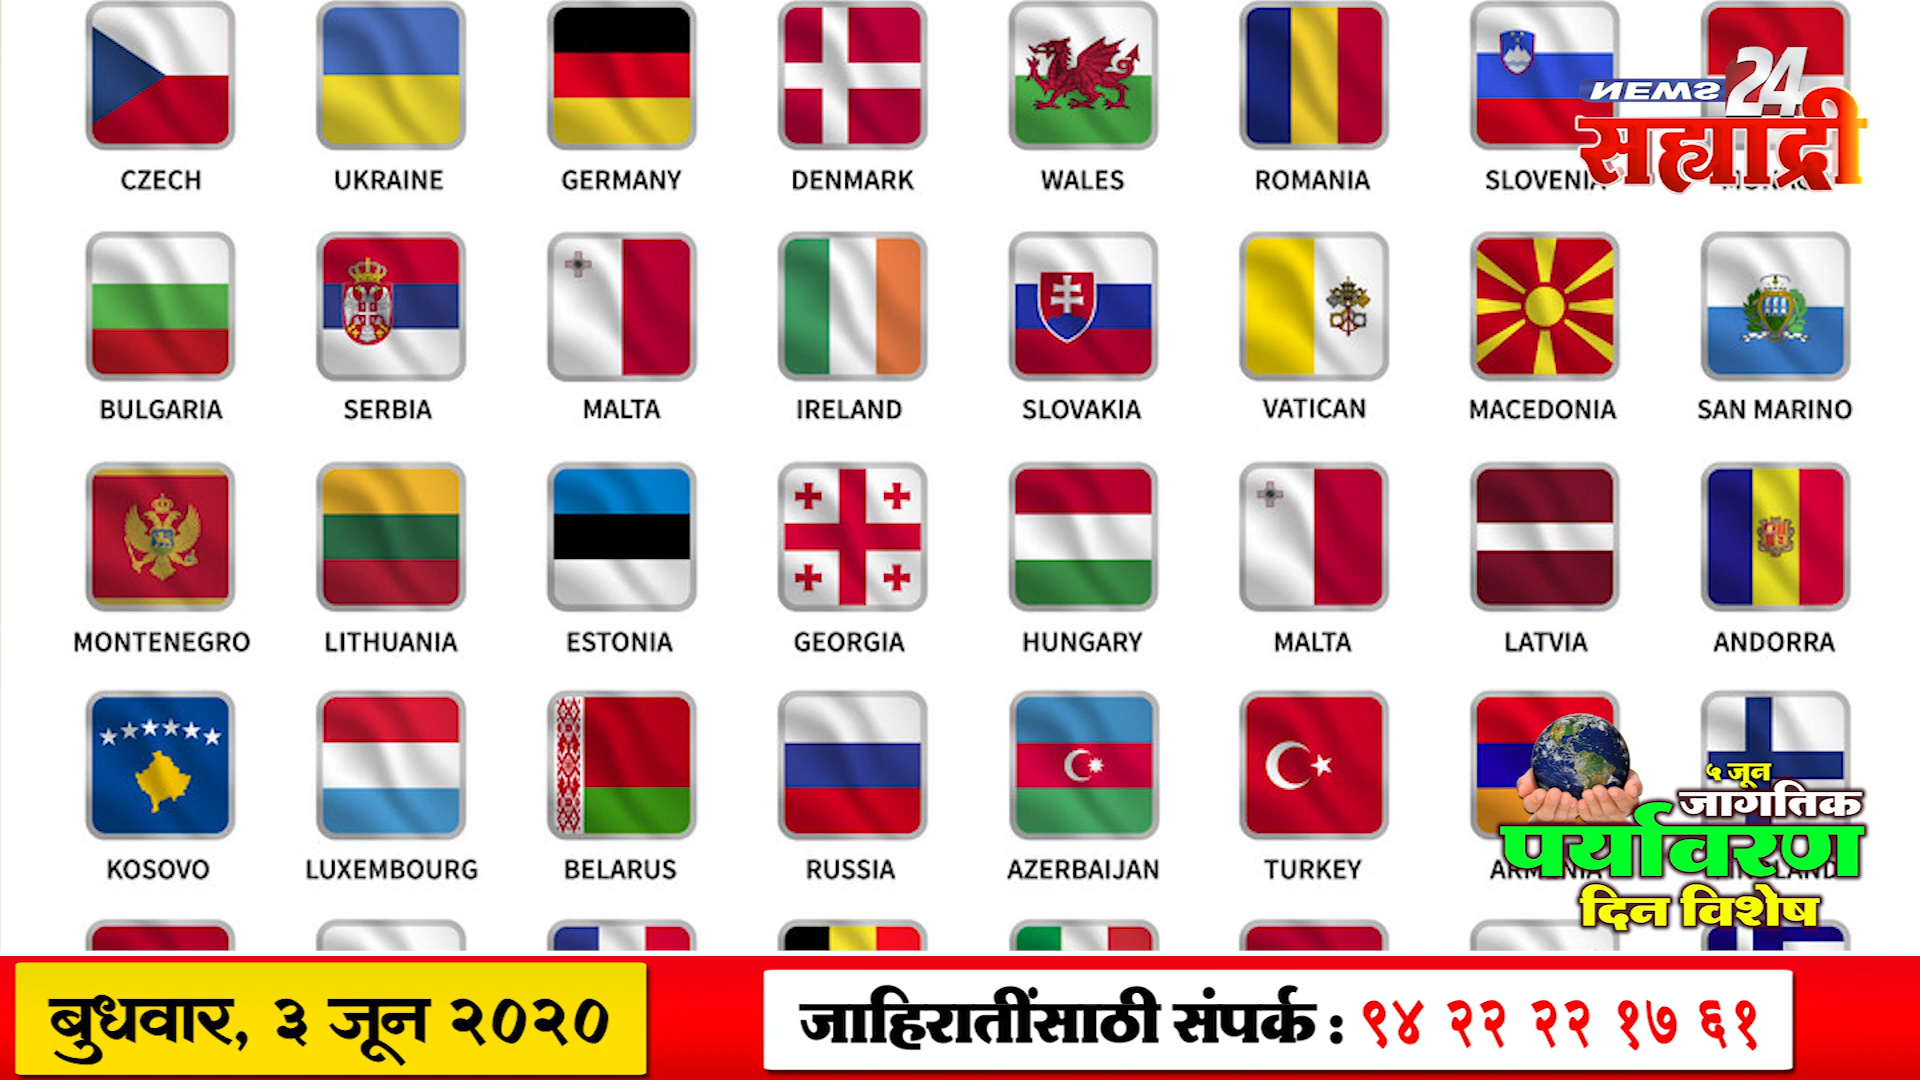 CZECH UKRAINE GERMANY DENMARK WALES ROMANIA SLOVENIA
NEWS 24
सह्याद्री
BULGARIA SERBIA MALTA IRELAND SLOVAKIA VATICAN MACEDONIA SAN MARINO
MONTENEGRO LITHUANIA ESTONIA GEORGIA HUNGARY MALTA LATVIA ANDORRA
KOSOVO LUXEMBOURG BELARUS RUSSIA AZERBAIJAN TURKEY ARMENIA
५ जून
जागतिक
पर्यावरण
दिन विशेष
बुधवार, ३ जून २०२०
जाहिरातींसाठी संपर्क : ९४ २२ २२ १७ ६१